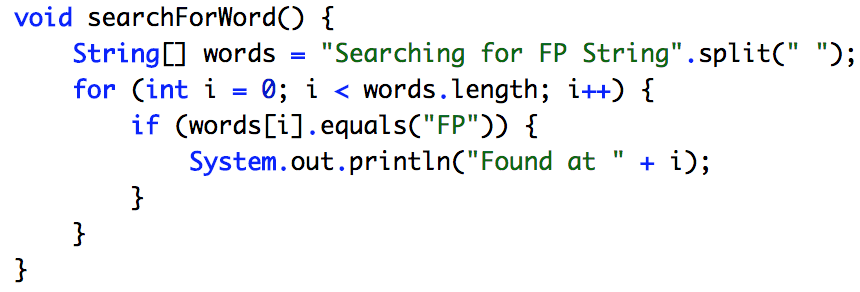 void searchForWord() {
    String[] words = "Searching for FP String".split(" ");
    for (int i = 0; i < words.length; i++) {
        if (words[i].equals("FP")) {
            System.out.println("Found at " + i);
        }
    }
}